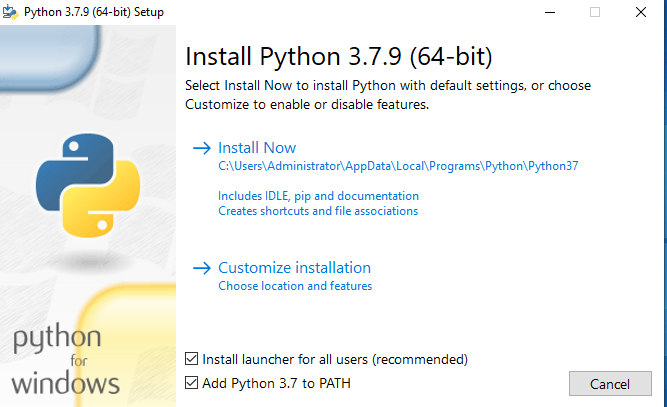 Python 3.7.9 (64-bit) Setup
Install Python 3.7.9 (64-bit)
Select Install Now to install Python with default settings, or choose
Customize to enable or disable features.
Install Now
C:\Users\Administrator\AppData\Local\Programs\Python\Python37
Includes IDLE, pip and documentation
Creates shortcuts and file associations
Customize installation
Choose location and features
python
for
windows
Install launcher for all users (recommended)
Add Python 3.7 to PATH
Cancel